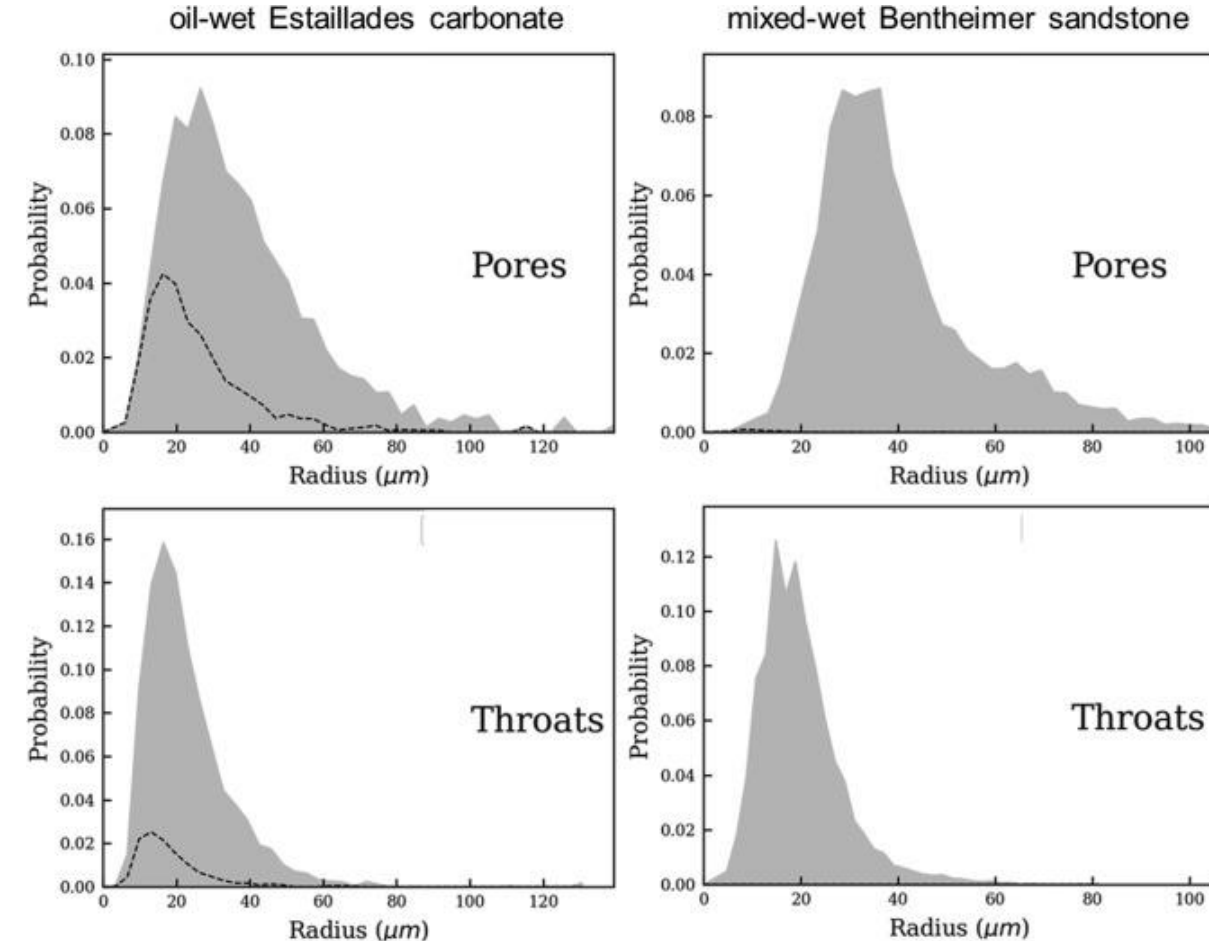 oil-wet Estaillades carbonate
mixed-wet Bentheimer sandstone
0.10
0.08
0.06
0.04
0.02
0.00
Probability
Pores
0 20 40 60 80 100 120
Radius (μm)
0.08
0.06
0.04
0.02
0.00
Probability
Pores
0 20 40 60 80 100
Radius (μm)
0.16
0.14
0.12
0.10
0.08
0.06
0.04
0.02
0.00
Probability
Throats
0 20 40 60 80 100 120
Radius (μm)
0.12
0.10
0.08
0.06
0.04
0.02
0.00
Probability
Throats
0 20 40 60 80 100
Radius (μm)